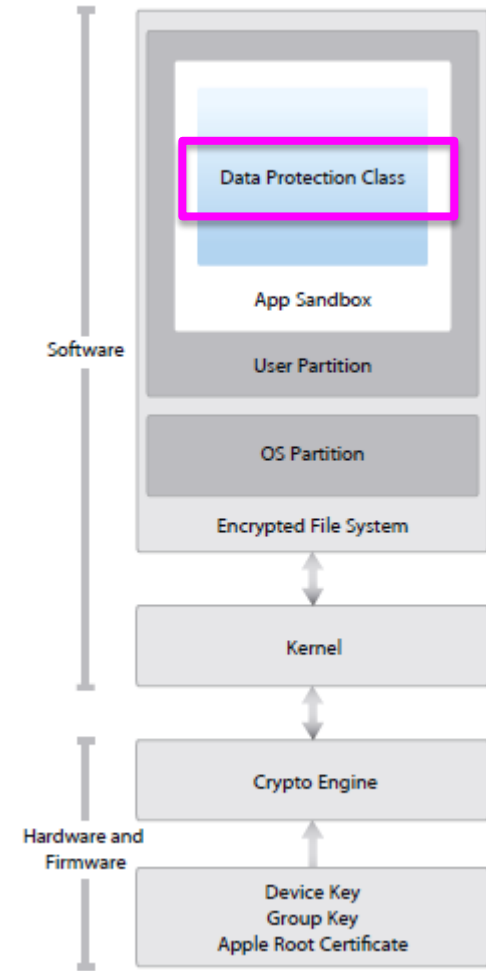 Data Protection Class
App Sandbox
Software
User Partition
OS Partition
Encrypted File System
Kernel
Crypto Engine
Hardware and
Firmware
Device Key
Group Key
Apple Root Certificate